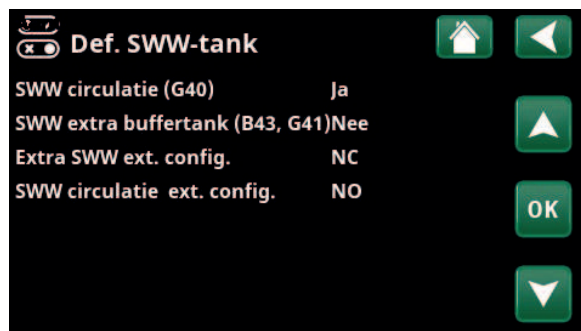 Def. SWW-tank
SWW circulatie (G40) Ja
SWW extra buffertank (B43, G41) Nee
Extra SWW ext. config. NC
SWW circulatie ext. config. NO
OK